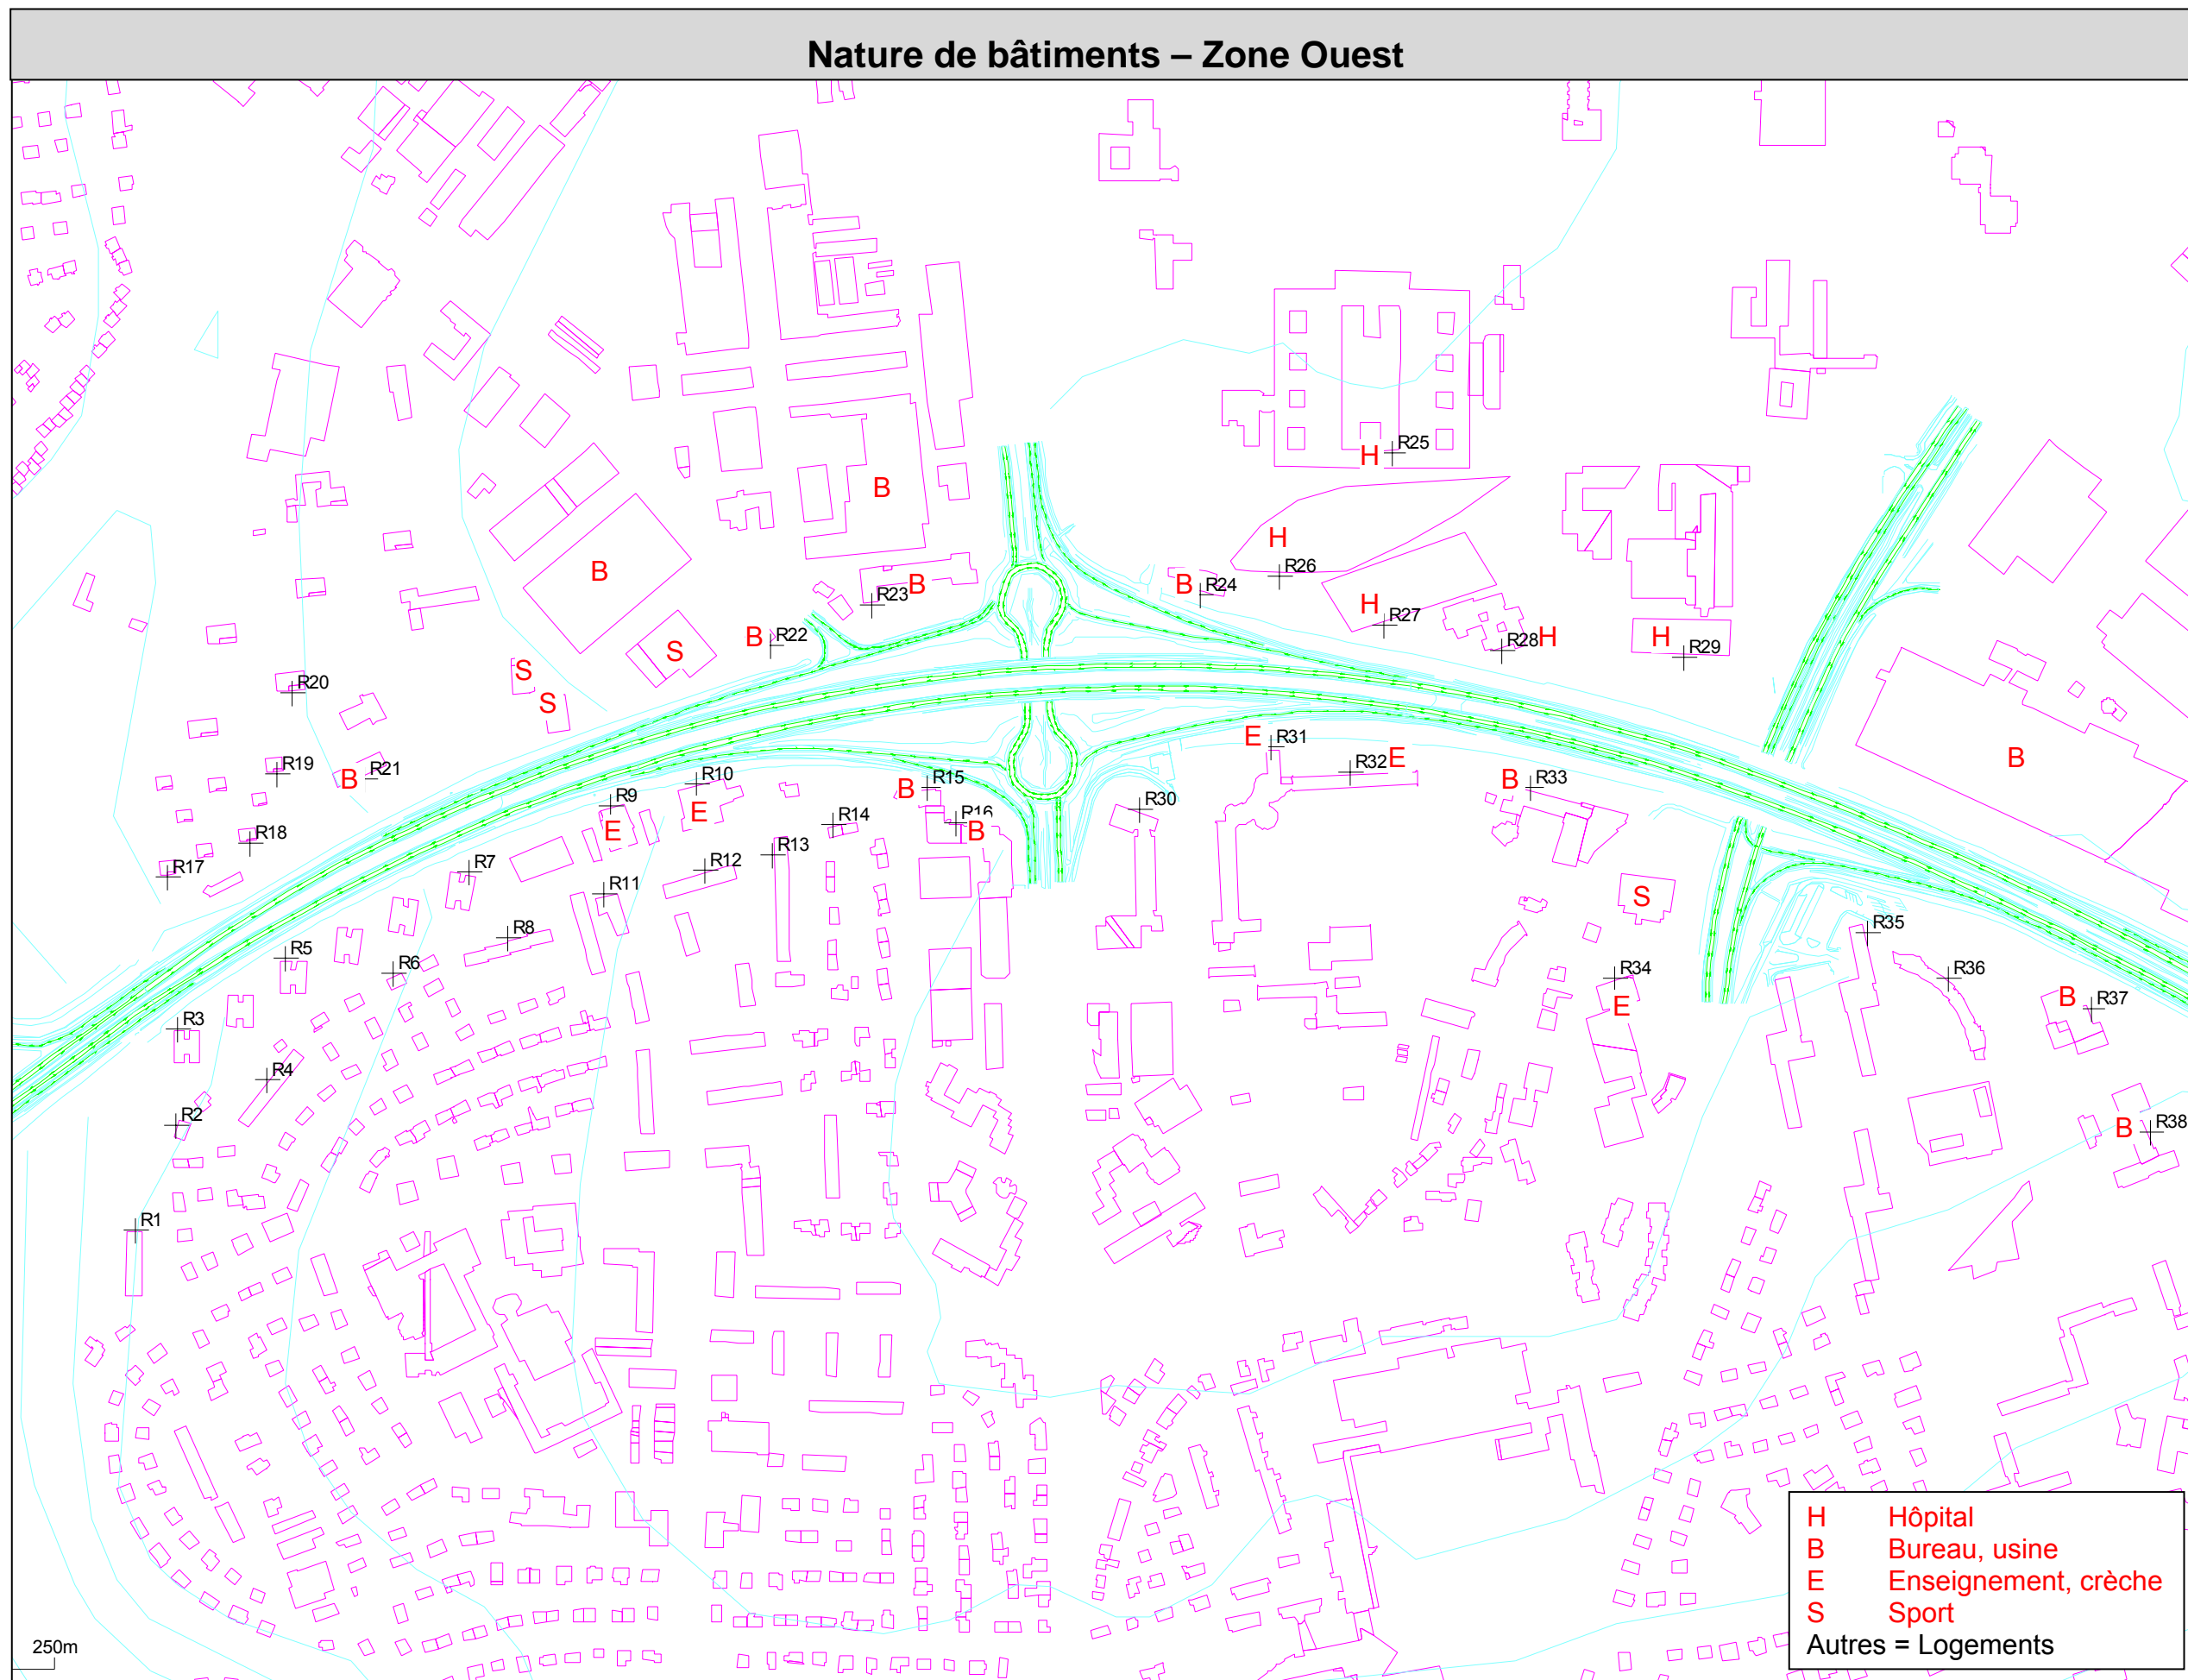 Nature de bâtiments – Zone Ouest
H
R25
B
H
B
B
B
R26
R24
R23
H
R27
B
R22
S
R28
H
H
R29
S
S
R20
E
R31
E
R32
B
R19
B
R21
R10
B
R15
B
R33
E
R9
E
R30
R16
B
R14
R18
R13
R17
R7
R12
R11
S
R8
R35
R5
R6
R34
E
R36
B
R37
R3
R4
R2
B
R38
R1
H Hôpital
B Bureau, usine
E Enseignement, crèche
S Sport
Autres = Logements
250m